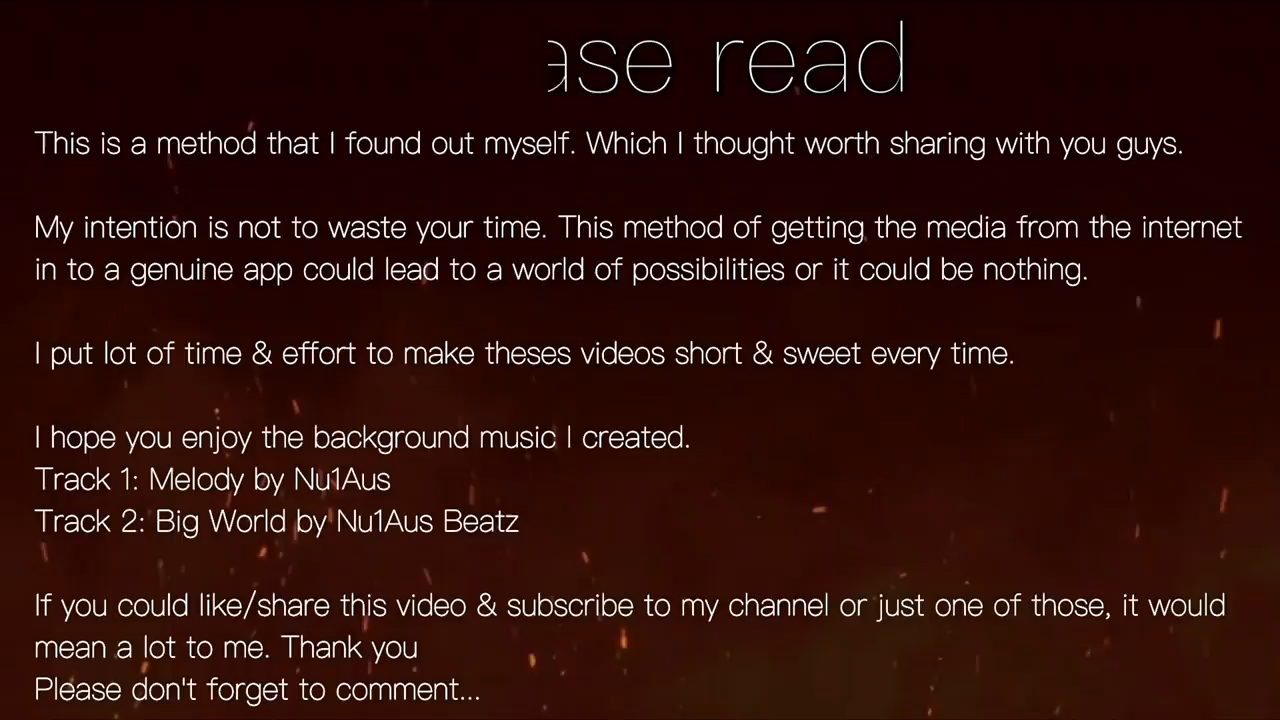 ase read
This is a method that I found out myself. Which I thought worth sharing with you guys.
My intention is not to waste your time. This method of getting the media from the internet
in to a genuine app could lead to a world of possibilities or it could be nothing.
I put lot of time & effort to make theses videos short & sweet every time.
I hope you enjoy the background music I created.
Track 1: Melody by Nu1Aus
Track 2: Big World by Nu1Aus Beatz
If you could like/share this video & subscribe to my channel or just one of those, it would
mean a lot to me. Thank you
Please don't forget to comment...